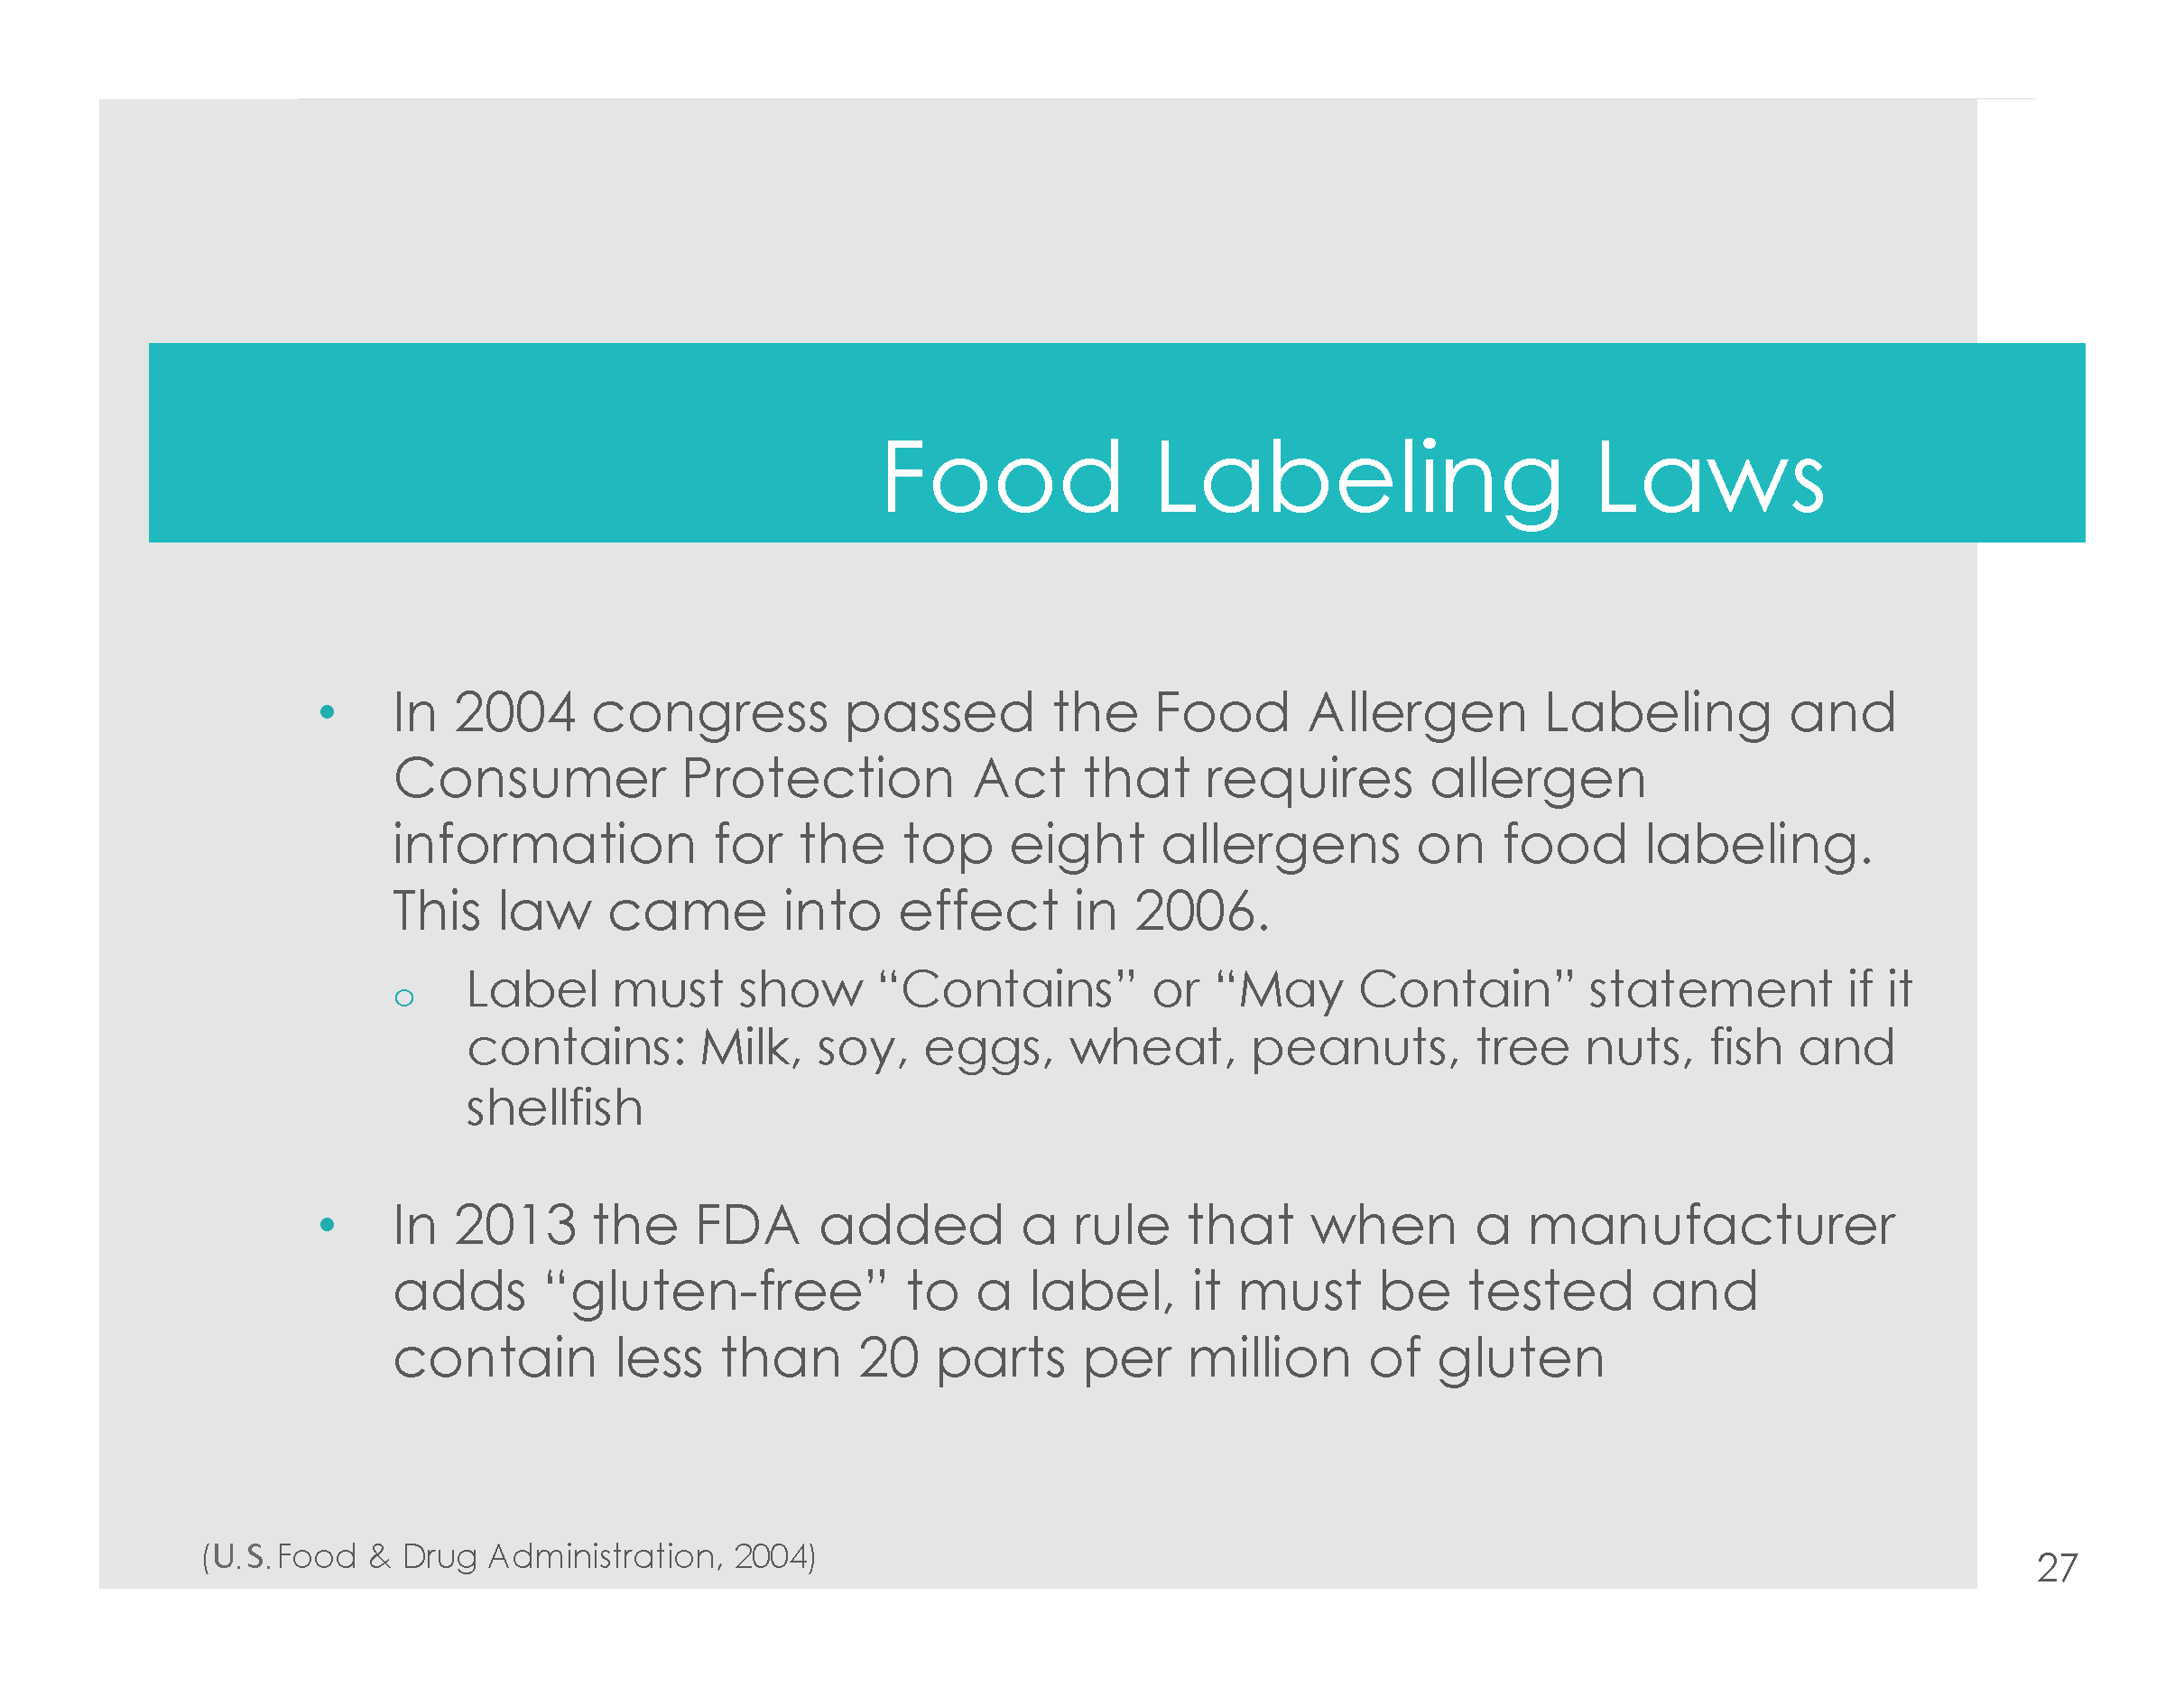 Food Labeling Laws
• In 2004 congress passed the Food Allergen Labeling and
Consumer Protection Act that requires allergen
information for the top eight allergens on food labeling.
This law came into effect in 2006.
○ Label must show “Contains” or “May Contain” statement if it
contains: Milk, soy, eggs, wheat, peanuts, tree nuts, fish and
shellfish
• In 2013 the FDA added a rule that when a manufacturer
adds “gluten-free” to a label, it must be tested and
contain less than 20 parts per million of gluten
(U.S. Food & Drug Administration, 2004)
27